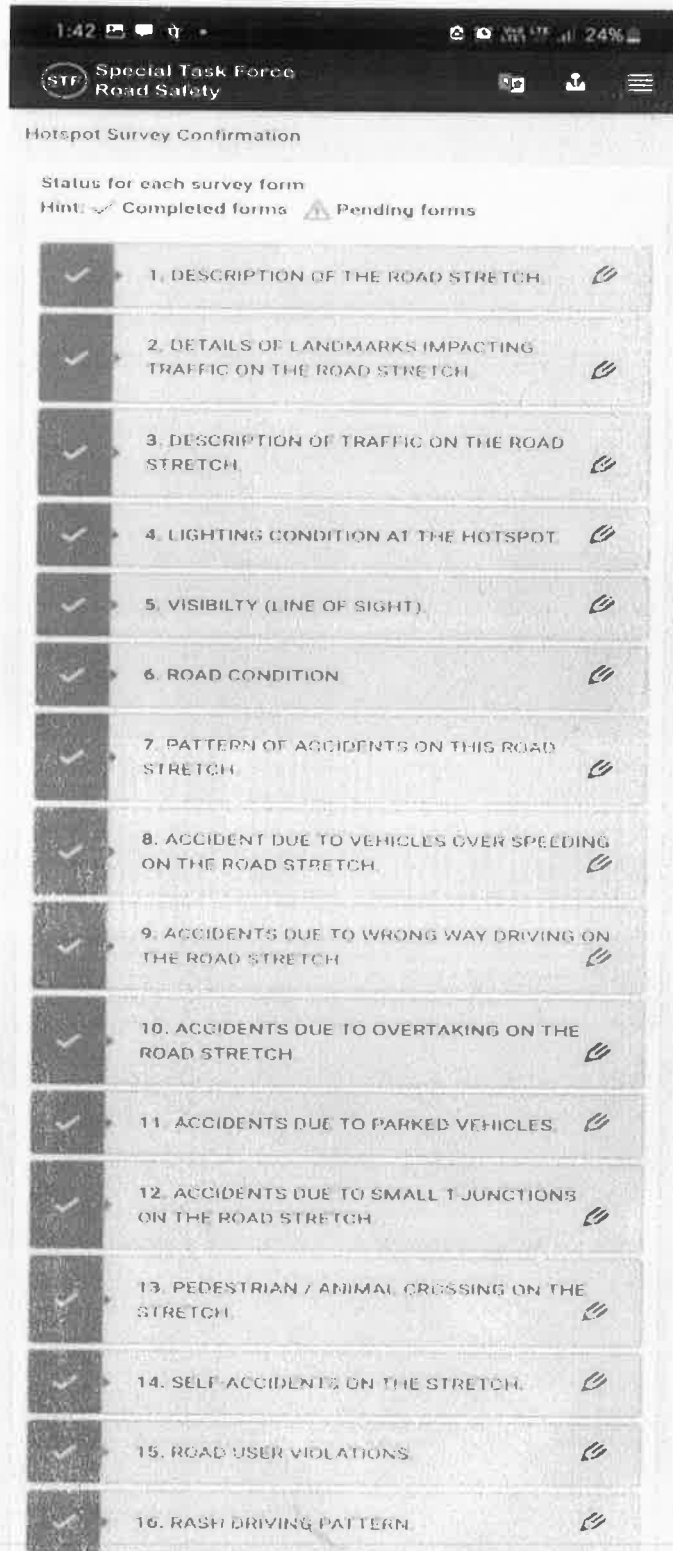 1:42
24%
STF
Special Task Force
Road Safety
Hotspot Survey Confirmation
Status for each survey form
Hint: Completed forms Pending forms
1. DESCRIPTION OF THE ROAD STRETCH.
2. DETAILS OF LANDMARKS IMPACTING
TRAFFIC ON THE ROAD STRETCH
3. DESCRIPTION OF TRAFFIC ON THE ROAD
STRETCH.
4. LIGHTING CONDITION AT THE HOTSPOT.
5. VISIBILTY (LINE OF SIGHT).
6. ROAD CONDITION
7. PATTERN OF ACCIDENTS ON THIS ROAD
STRETCH.
8. ACCIDENT DUE TO VEHICLES OVER SPEEDING
ON THE ROAD STRETCH.
9. ACCIDENTS DUE TO WRONG WAY DRIVING ON
THE ROAD STRETCH
10. ACCIDENTS DUE TO OVERTAKING ON THE
ROAD STRETCH
11. ACCIDENTS DUE TO PARKED VEHICLES.
12. ACCIDENTS DUE TO SMALL T-JUNCTIONS
ON THE ROAD STRETCH
13. PEDESTRIAN / ANIMAL CROSSING ON THE
STRETCH.
14. SELF-ACCIDENTS ON THE STRETCH.
15. ROAD USER VIOLATIONS.
16. RASH DRIVING PATTERN